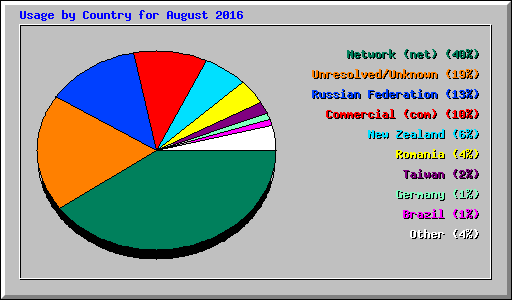 Usage by Country for August 2016
Network (net) (40%)
Unresolved/Unknown (19%)
Russian Federation (13%)
Commercial (com) (10%)
New Zealand (6%)
Romania (4%)
Taiwan (2%)
Germany (1%)
Brazil (1%)
Other (4%)